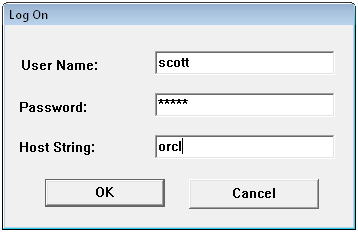 Log On
User Name: scott
Password: *****
Host String: orcl
OK Cancel